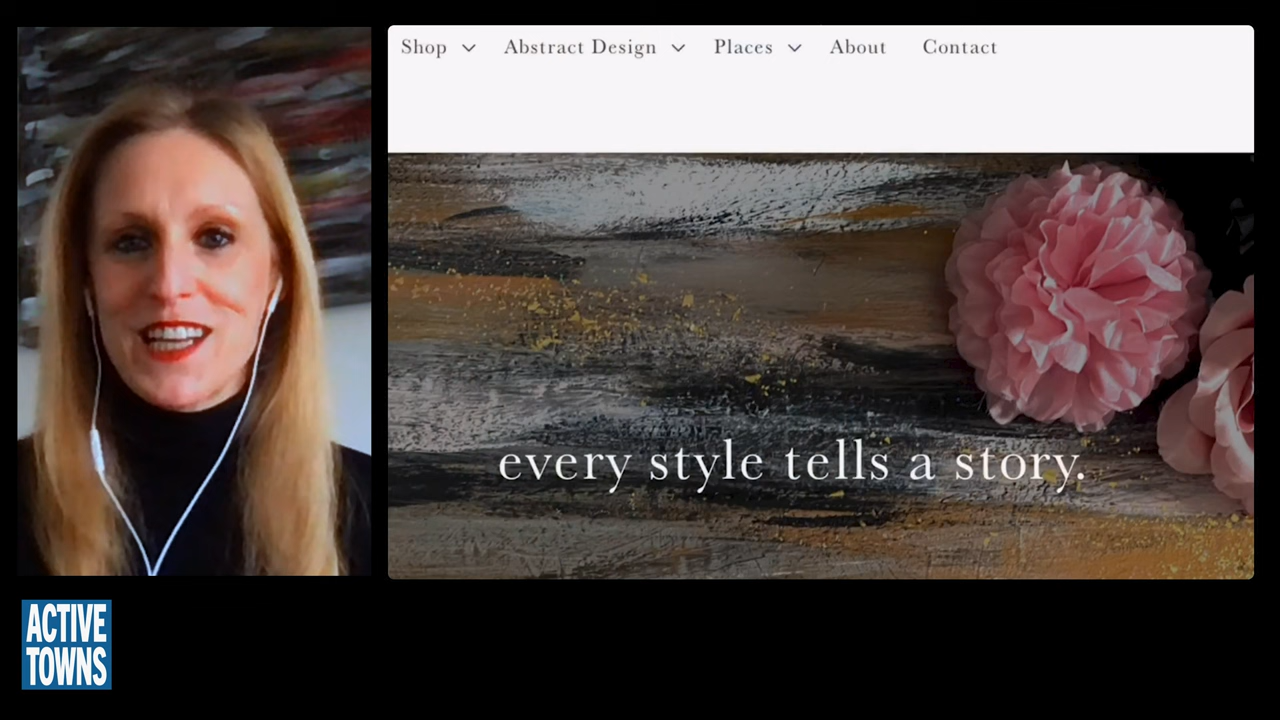 Shop Abstract Design Places About Contact
every style tells a story.
ACTIVE
TOWNS